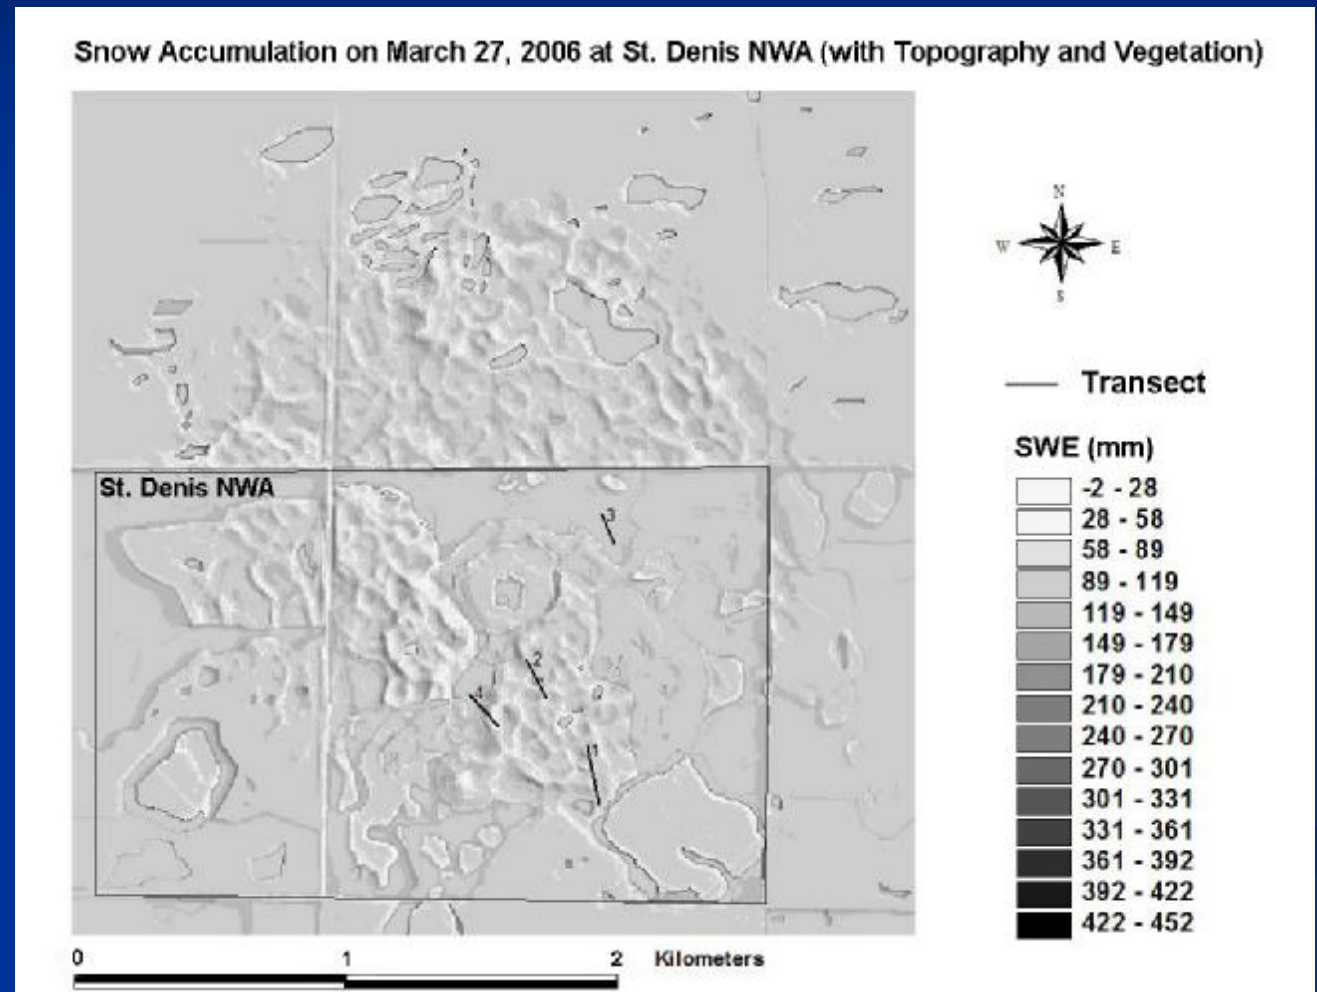 Snow Accumulation on March 27, 2006 at St. Denis NWA (with Topography and Vegetation)
N
W
E
S
Transect
SWE (mm)
-2 - 28
28 - 58
58 - 89
89 - 119
119 - 149
149 - 179
179 - 210
210 - 240
240 - 270
270 - 301
301 - 331
331 - 361
361 - 392
392 - 422
422 - 452
St. Denis NWA
3
2
4
1
0 1 2 Kilometers